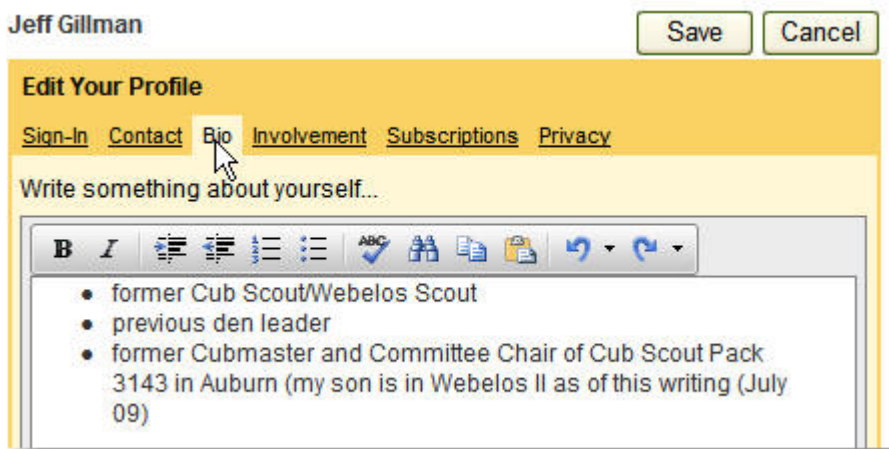 Jeff Gillman
Save Cancel
Edit Your Profile
Sign-In Contact Bio Involvement Subscriptions Privacy
Write something about yourself...
B I ABC
former Cub Scout/Webelos Scout
previous den leader
former Cubmaster and Committee Chair of Cub Scout Pack
3143 in Auburn (my son is in Webelos II as of this writing (July
09)